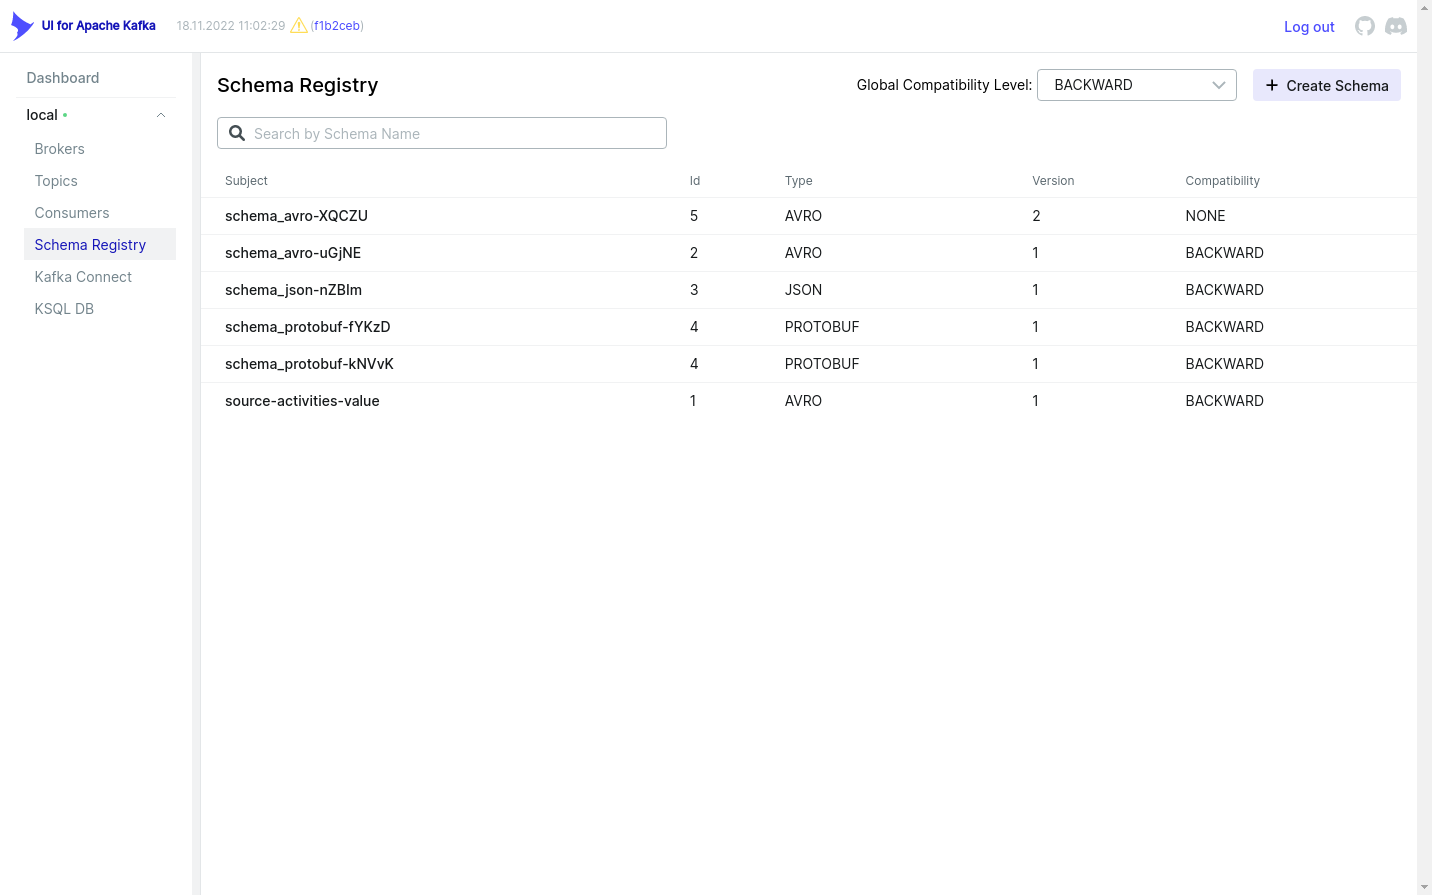 UI for Apache Kafka 18.11.2022 11:02:29 (f1b2ceb) Log out
Dashboard
local
Brokers
Topics
Consumers
Schema Registry
Kafka Connect
KSQL DB
Schema Registry Global Compatibility Level: BACKWARD Create Schema
Search by Schema Name
Subject Id Type Version Compatibility
schema_avro-XQCZU 5 AVRO 2 NONE
schema_avro-uGjNE 2 AVRO 1 BACKWARD
schema_json-nZBIm 3 JSON 1 BACKWARD
schema_protobuf-fYKzD 4 PROTOBUF 1 BACKWARD
schema_protobuf-kNVvK 4 PROTOBUF 1 BACKWARD
source-activities-value 1 AVRO 1 BACKWARD